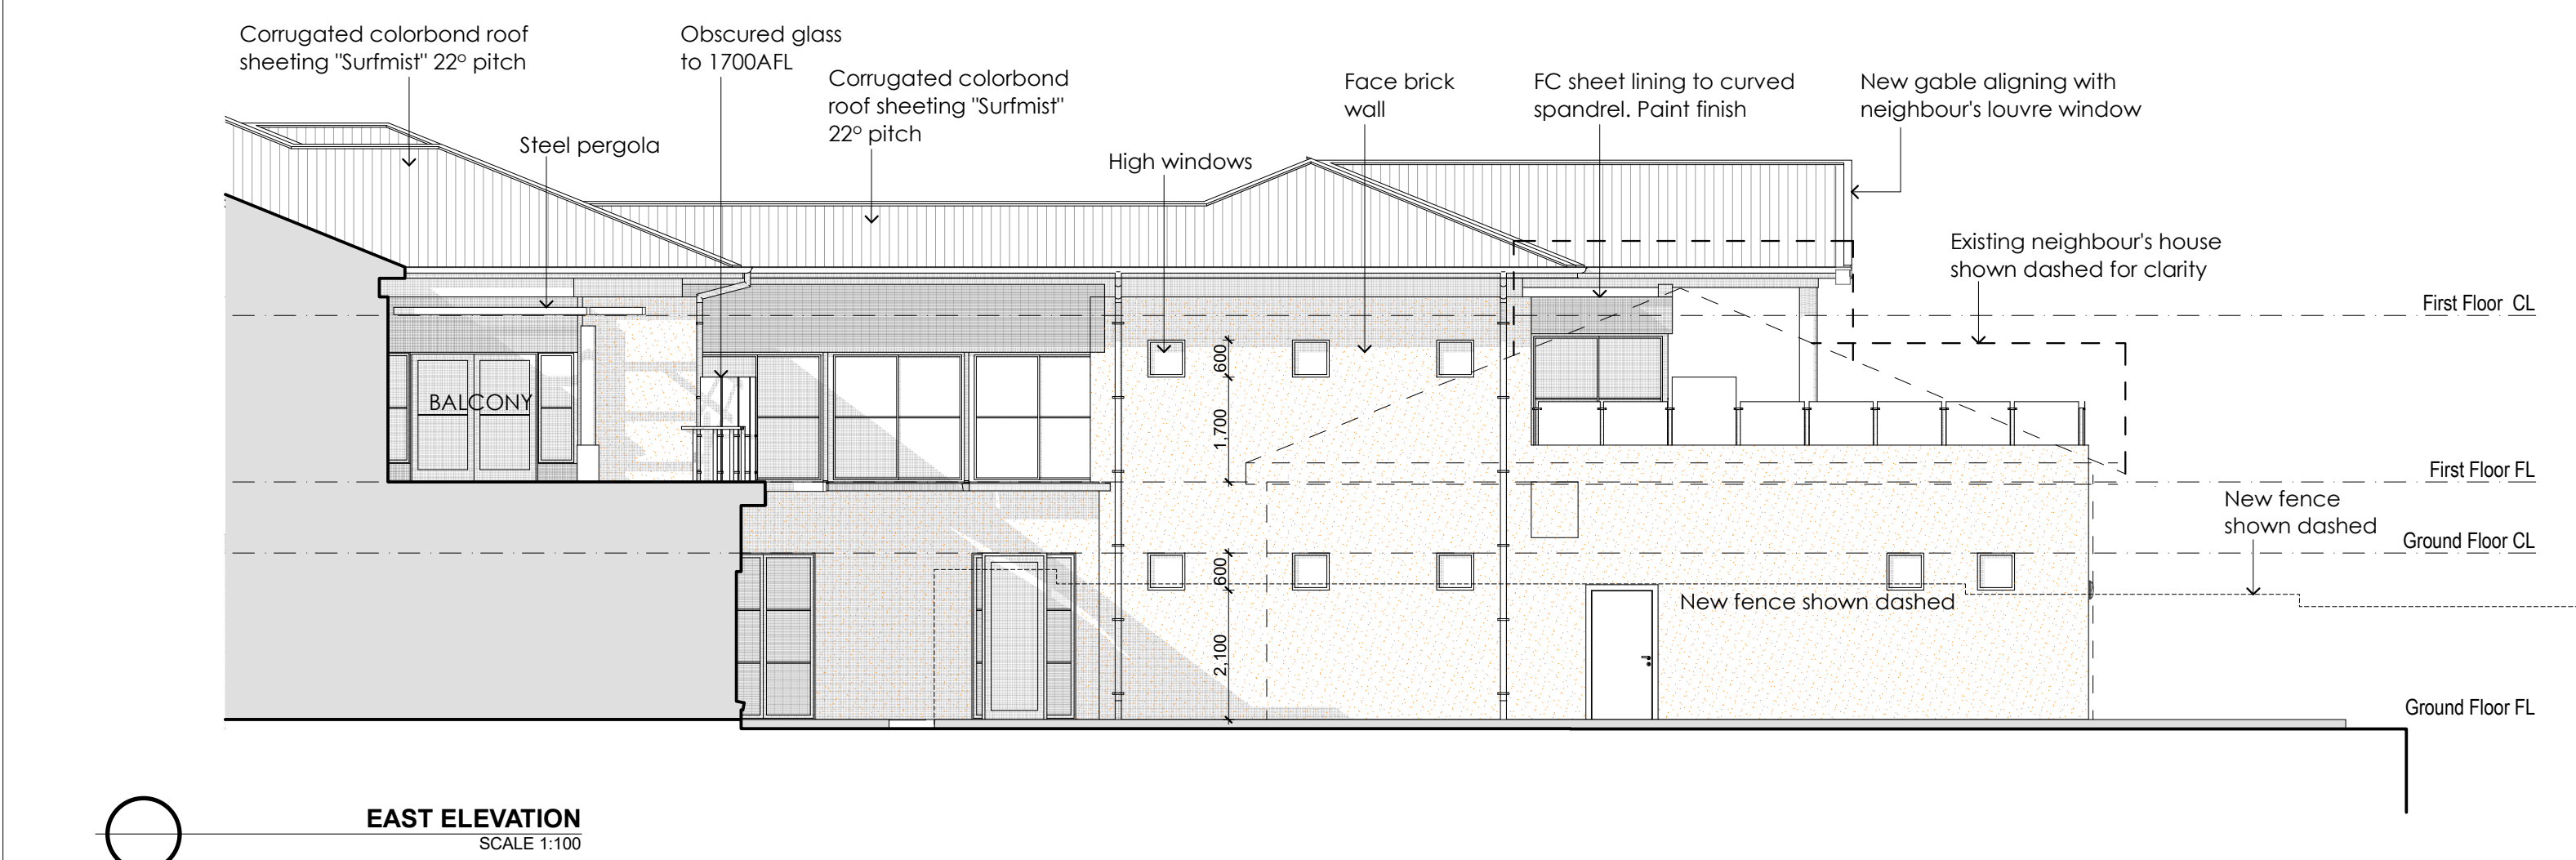 Corrugated colorbond roof
sheeting "Surfmist" 22° pitch
Obscured glass
to 1700AFL
Corrugated colorbond
roof sheeting "Surfmist"
22° pitch
Steel pergola
High windows
Face brick
wall
FC sheet lining to curved
spandrel. Paint finish
New gable aligning with
neighbour's louvre window
Existing neighbour's house
shown dashed for clarity
First Floor CL
600
BALCONY
1,700
First Floor FL
New fence
shown dashed
Ground Floor CL
600
New fence shown dashed
2,100
Ground Floor FL
EAST ELEVATION
SCALE 1:100